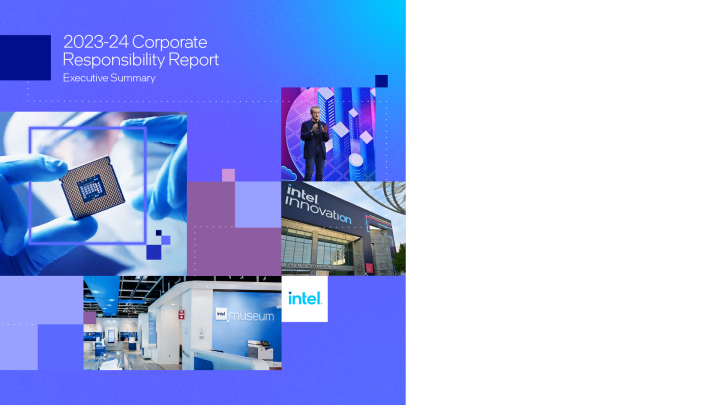 2023-24 Corporate
Responsibility Report
Executive Summary
intel
innovation
intel.
museum
intel.